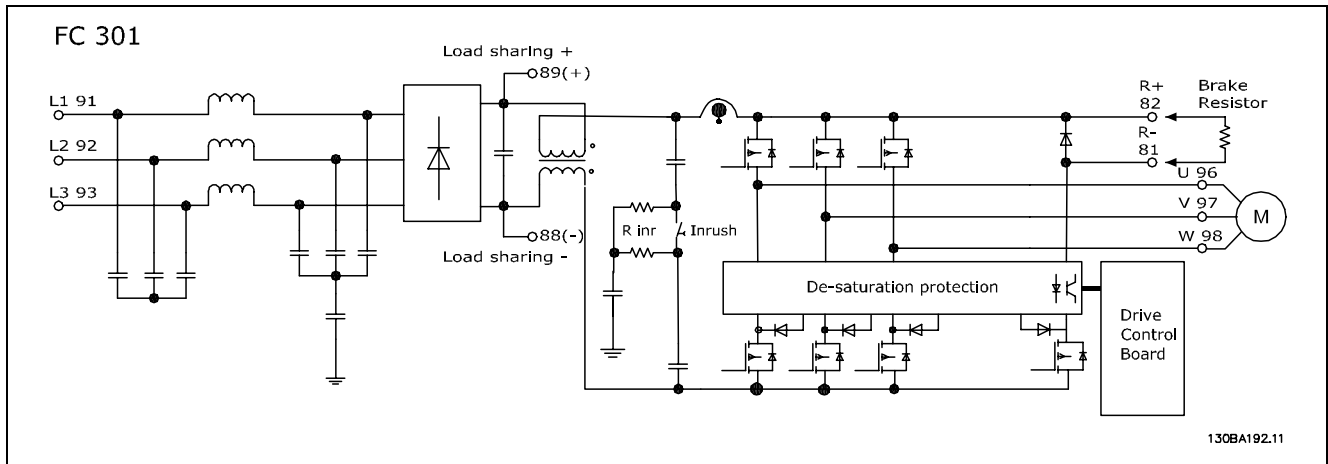 FC 301
Load sharing +
89(+)
L1 91
L2 92
L3 93
88(-)
Load sharing -
R inr
Inrush
R+
82
Brake
Resistor
R-
81
U 96
V 97
W 98
M
De-saturation protection
Drive
Control
Board
130BA192.11